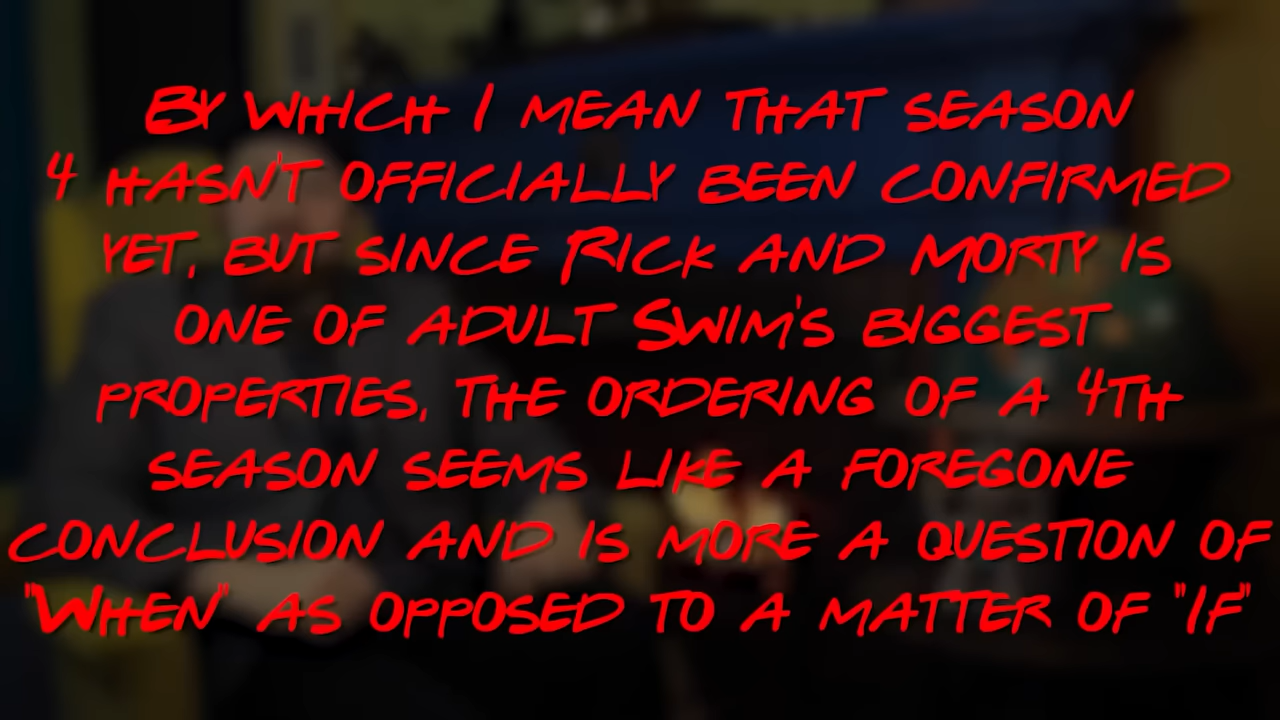 By which I mean that season
4 hasn't officially been confirmed
yet, but since Rick and Morty is
one of adult Swim's biggest
properties, the ordering of a 4th
season seems like a foregone
conclusion and is more a question of
"When" as opposed to a matter of "if"